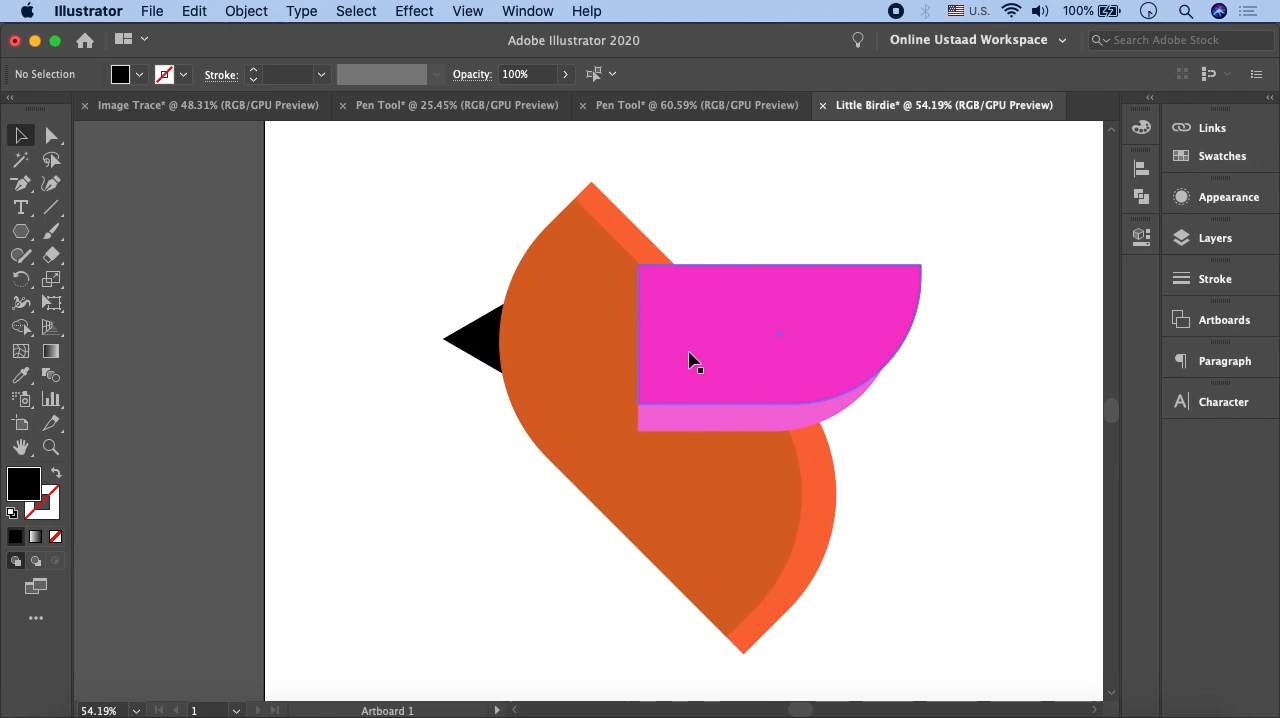 Illustrator File Edit Object Type Select Effect View Window Help U.S. 100%
Adobe Illustrator 2020 Online Ustaad Workspace Search Adobe Stock
No Selection Stroke: Opacity: 100%
Image Trace* @ 48.31% (RGB/GPU Preview) Pen Tool* @ 25.45% (RGB/GPU Preview) Pen Tool* @ 60.59% (RGB/GPU Preview) Little Birdie* @ 54.19% (RGB/GPU Preview)
Links
Swatches
Appearance
Layers
Stroke
Artboards
Paragraph
Character
54.19% 1 Artboard 1